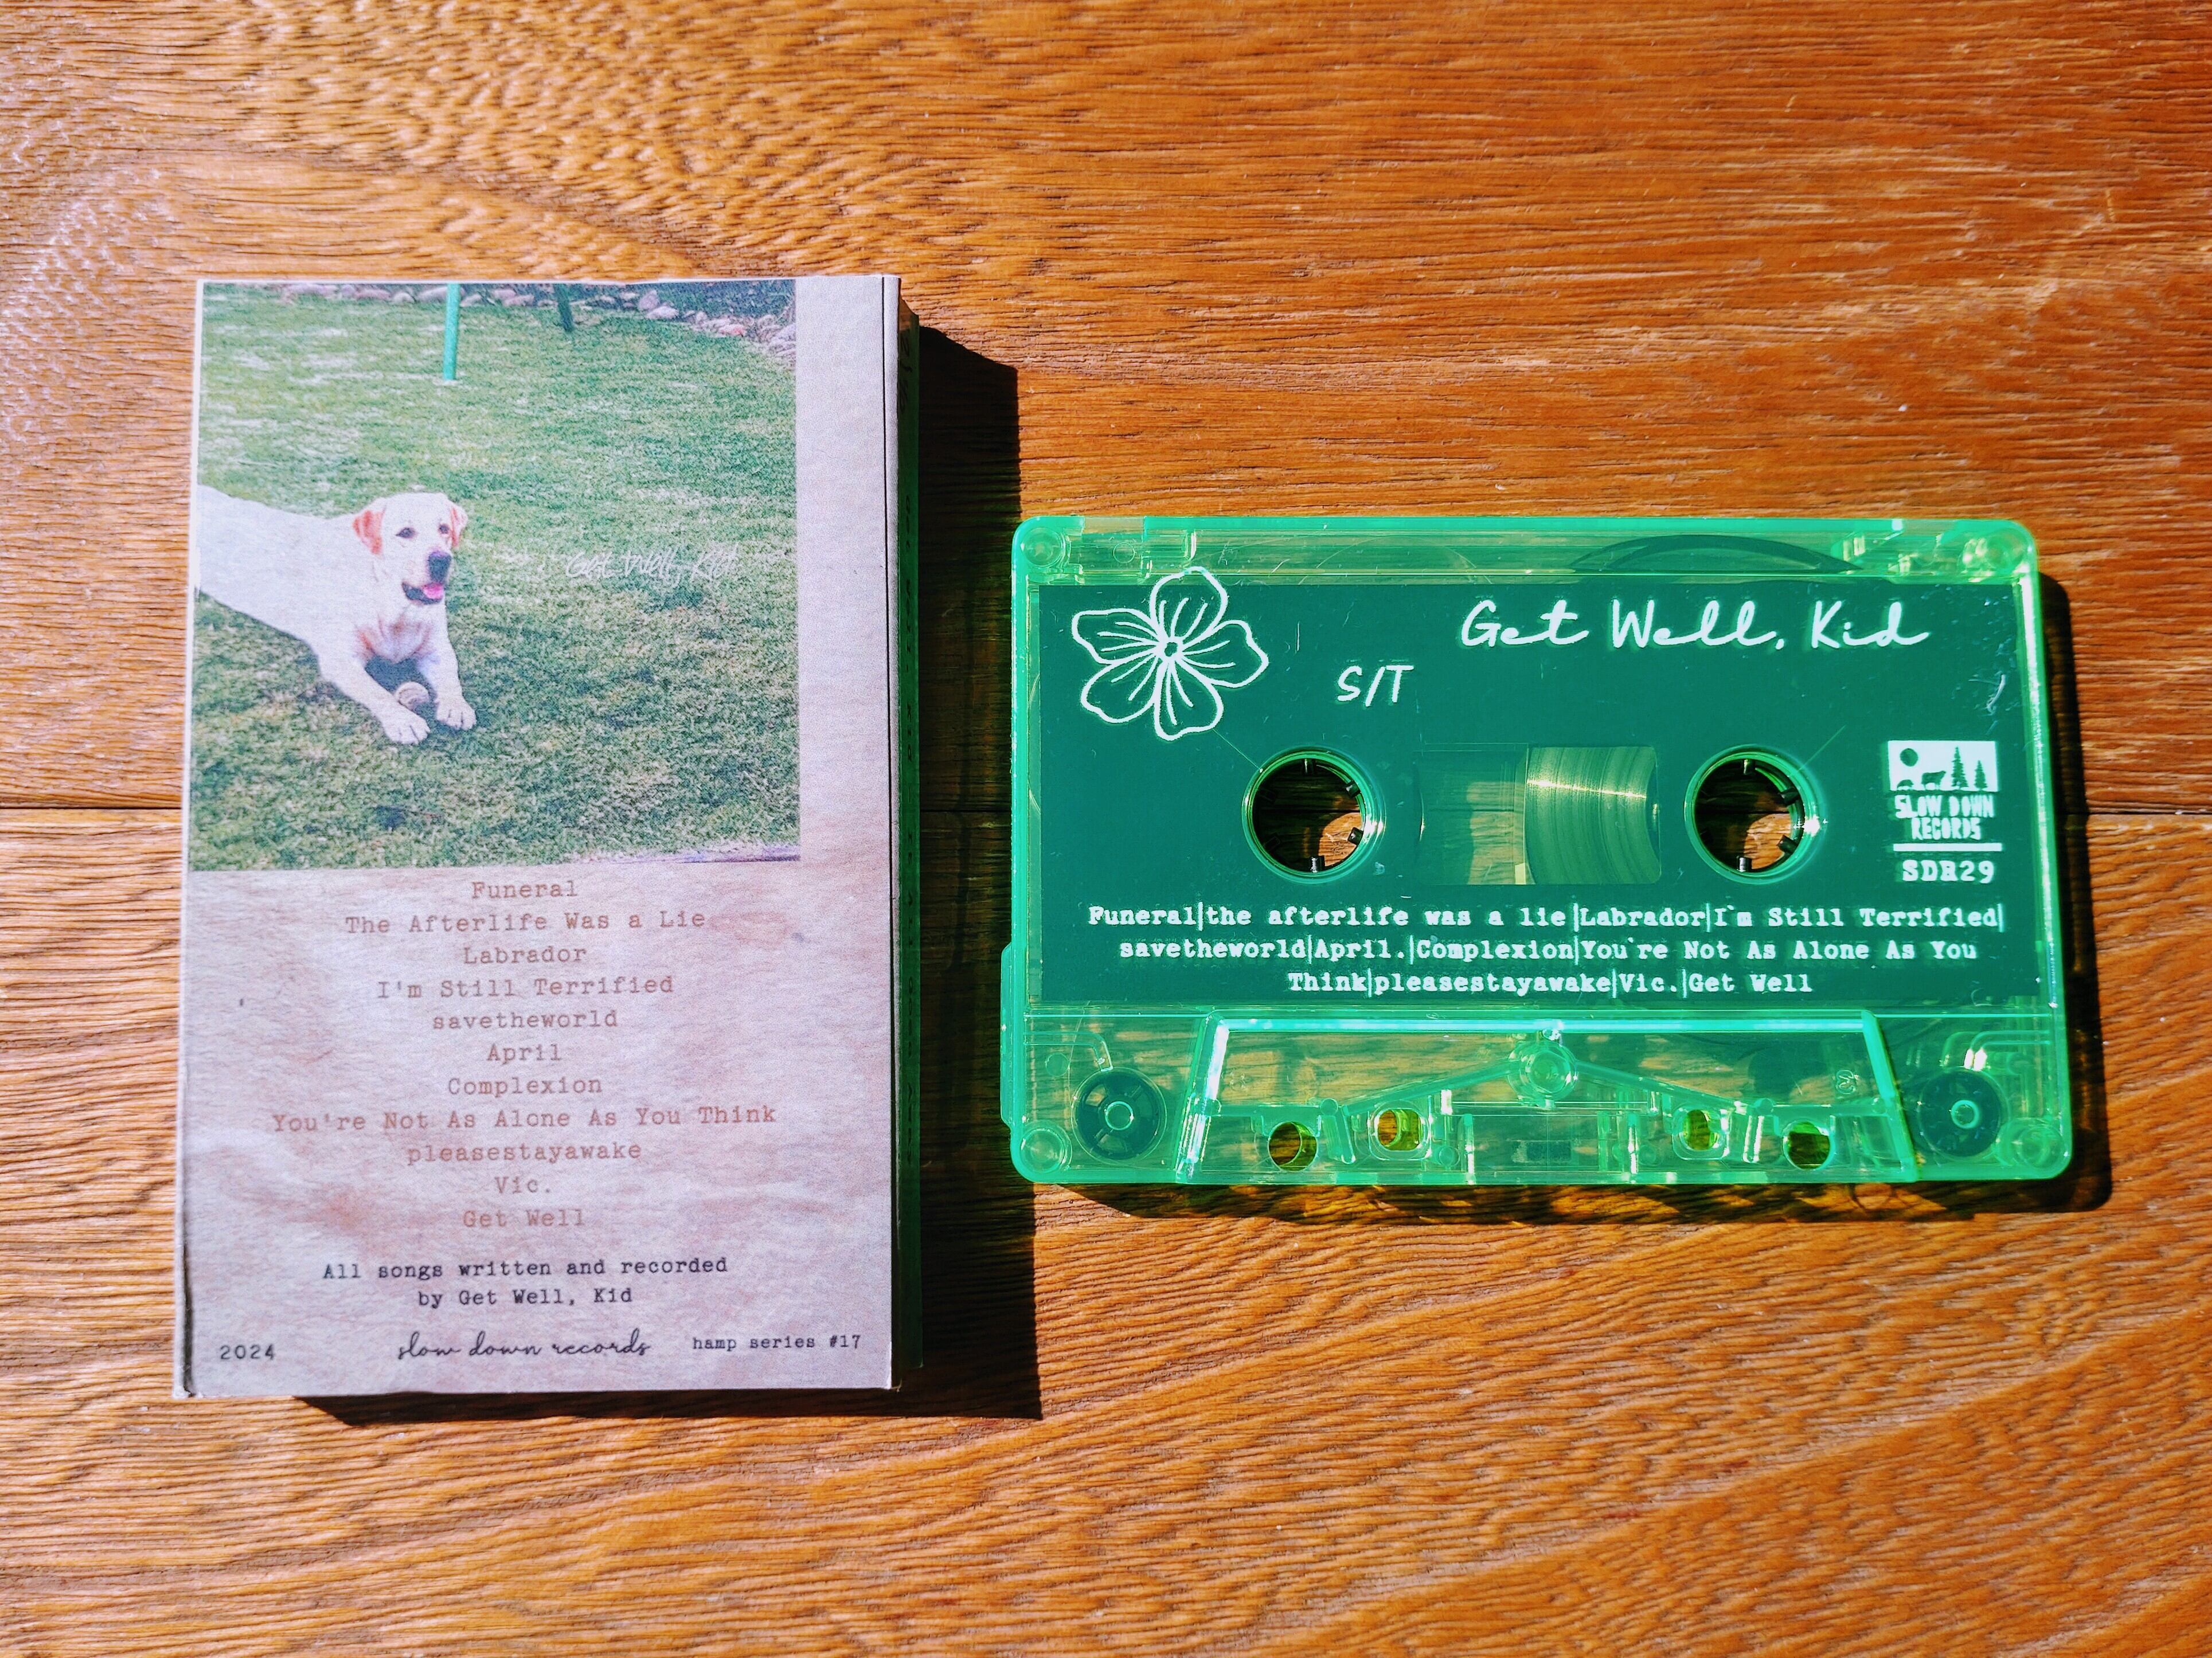 Get Well, Kid
Funeral
The Afterlife Was a Lie
Labrador
I'm Still Terrified
savetheworld
April
Complexion
You're Not As Alone As You Think
pleasestayawake
Vic.
Get Well
All songs written and recorded
by Get Well, Kid
2024 slow down records hamp series #17
Get Well, Kid
S/T
SLOW DOWN
RECORDS
SDR29
Funeral|the afterlife was a lie|Labrador|I'm Still Terrified|
savetheworld|April.|Complexion|You're Not As Alone As You
Think|pleasestayawake|Vic.|Get Well